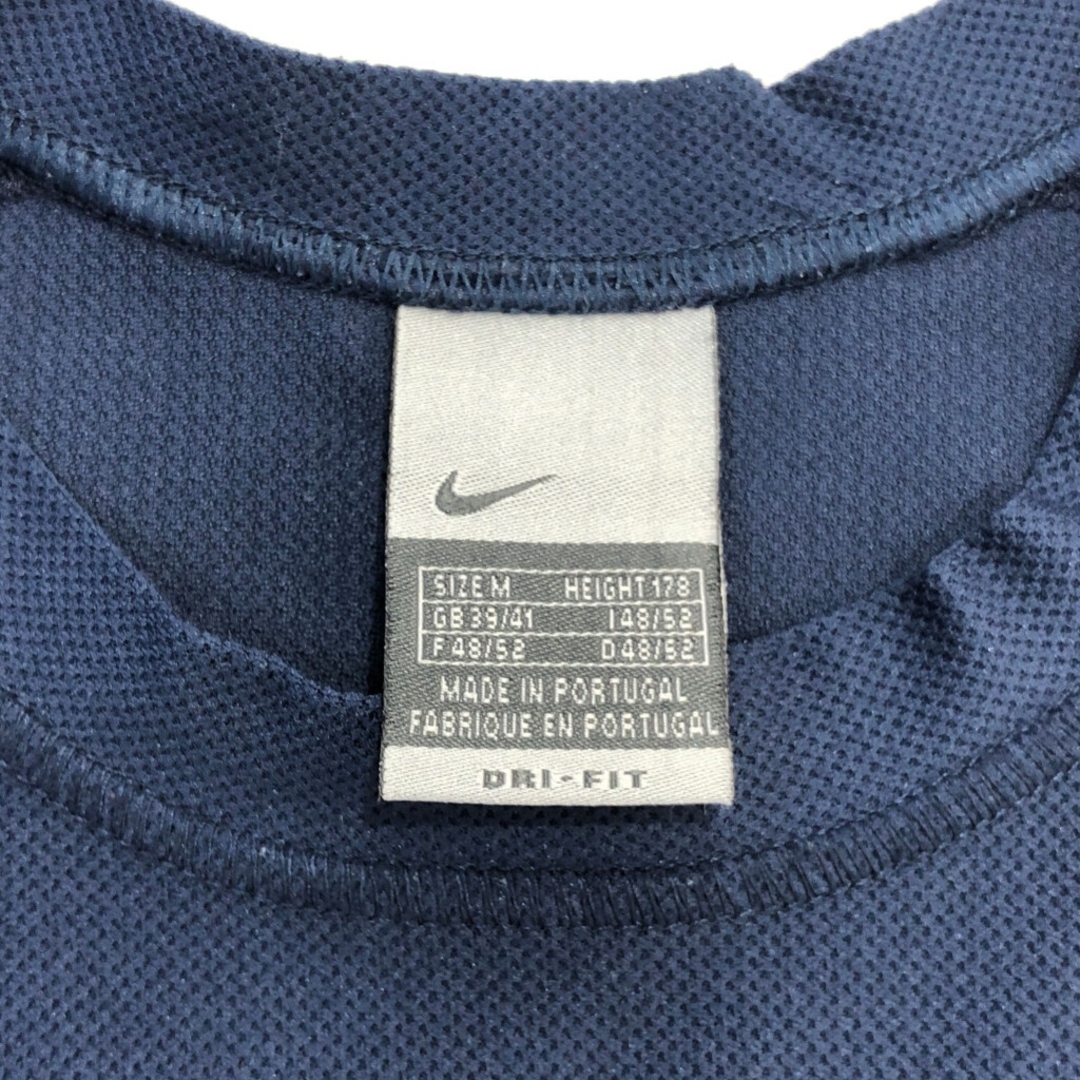 SIZE M HEIGHT 178
GB 39/41 I 48/52
F 48/52 D 48/52
MADE IN PORTUGAL
FABRIQUE EN PORTUGAL
DRI-FIT